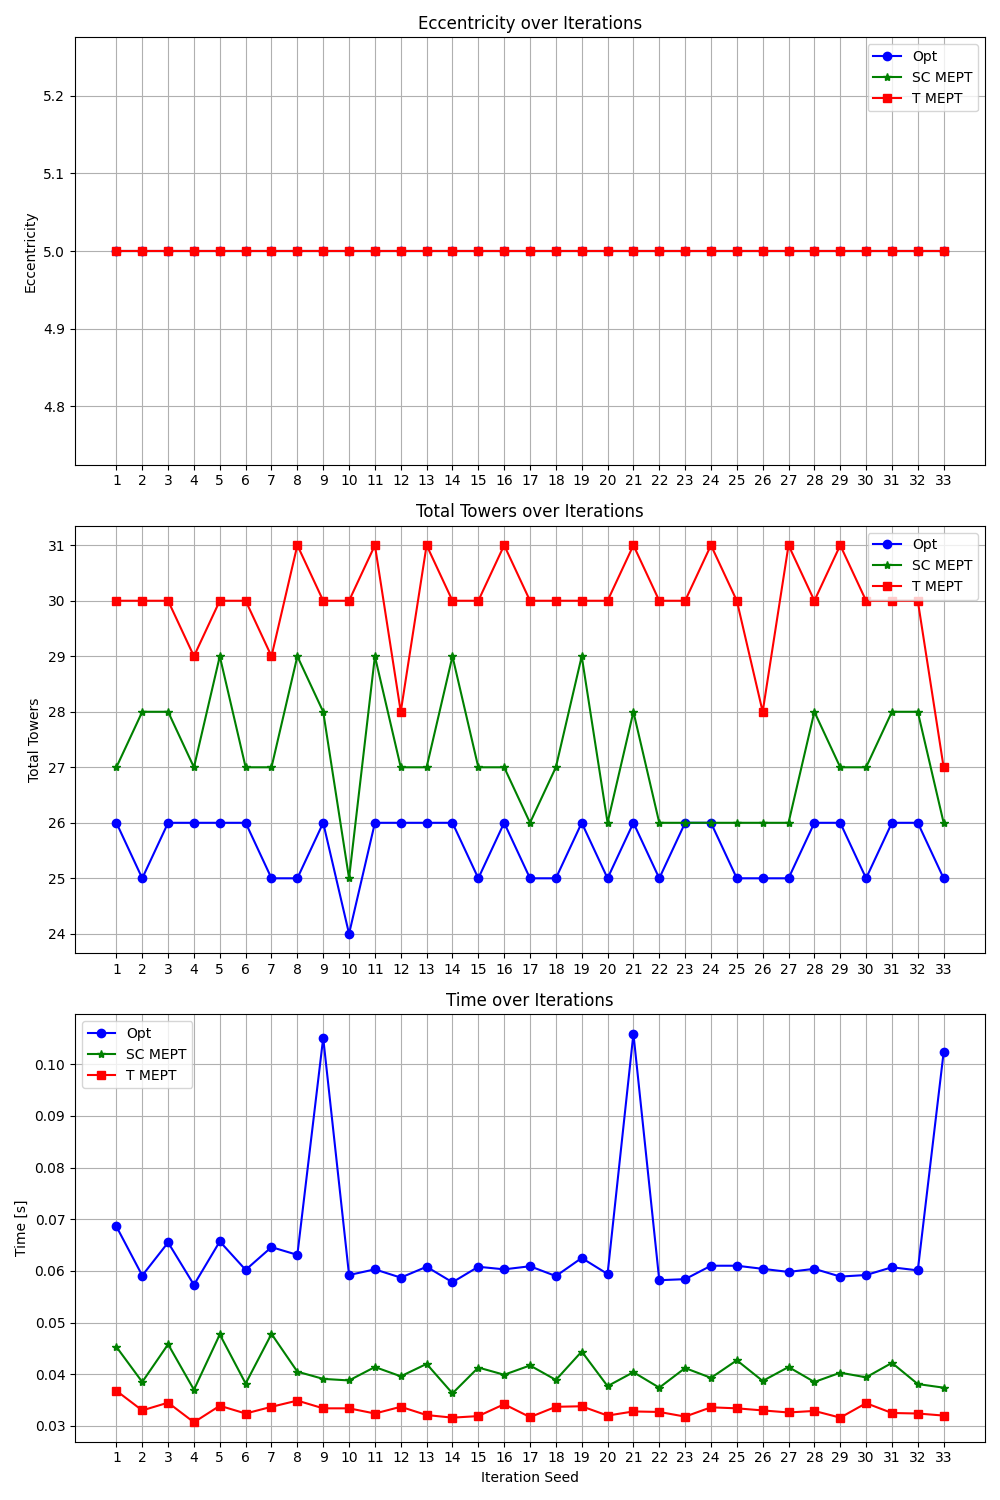 Eccentricity over Iterations
Opt
SC MEPT
T MEPT
5.2
5.1
5.0
4.9
4.8
Eccentricity
1 2 3 4 5 6 7 8 9 10 11 12 13 14 15 16 17 18 19 20 21 22 23 24 25 26 27 28 29 30 31 32 33
Total Towers over Iterations
Opt
SC MEPT
T MEPT
31
30
29
28
27
26
25
24
Total Towers
1 2 3 4 5 6 7 8 9 10 11 12 13 14 15 16 17 18 19 20 21 22 23 24 25 26 27 28 29 30 31 32 33
Time over Iterations
Opt
SC MEPT
T MEPT
0.10
0.09
0.08
0.07
0.06
0.05
0.04
0.03
Time [s]
1 2 3 4 5 6 7 8 9 10 11 12 13 14 15 16 17 18 19 20 21 22 23 24 25 26 27 28 29 30 31 32 33
Iteration Seed